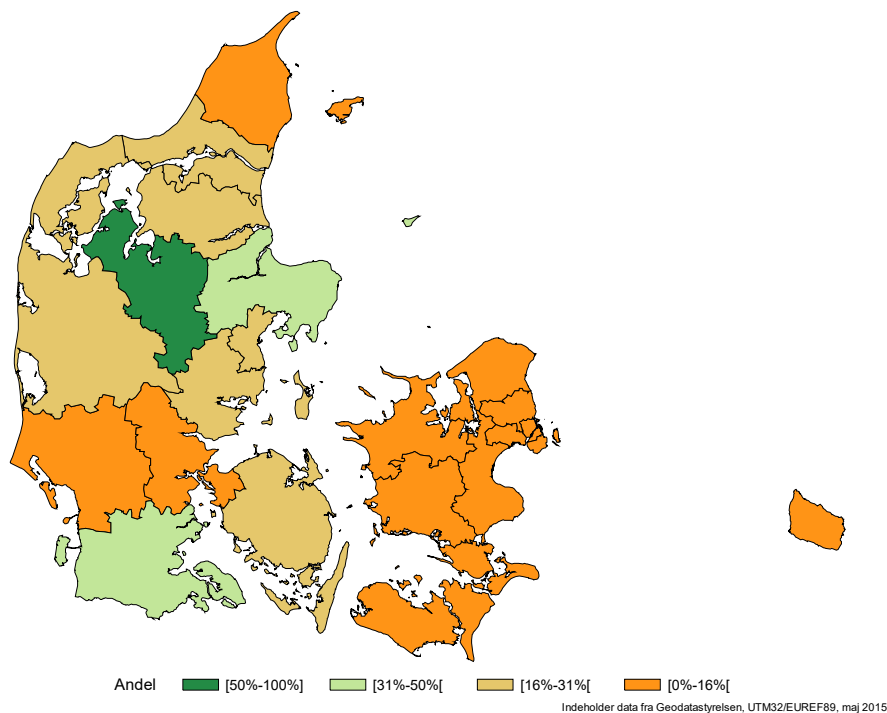 Andel [50%-100%] [31%-50%[ [16%-31%[ [0%-16%[
Indeholder data fra Geodatastyrelsen, UTM32/EUREF89, maj 2015